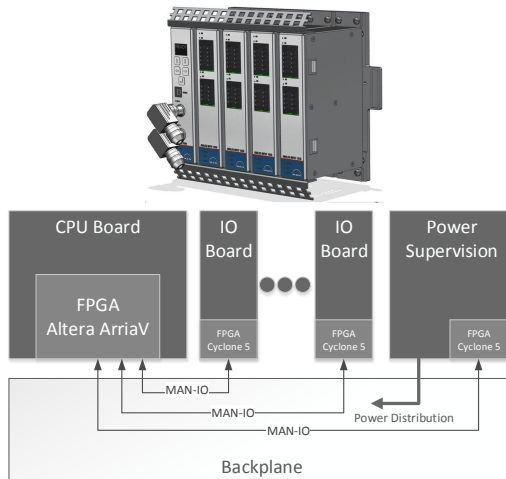 CPU Board
IO
Board
IO
Board
Power
Supervision
FPGA
Altera ArriaV
FPGA
Cyclone 5
FPGA
Cyclone 5
FPGA
Cyclone 5
MAN-IO
MAN-IO
MAN-IO
Power Distribution
Backplane